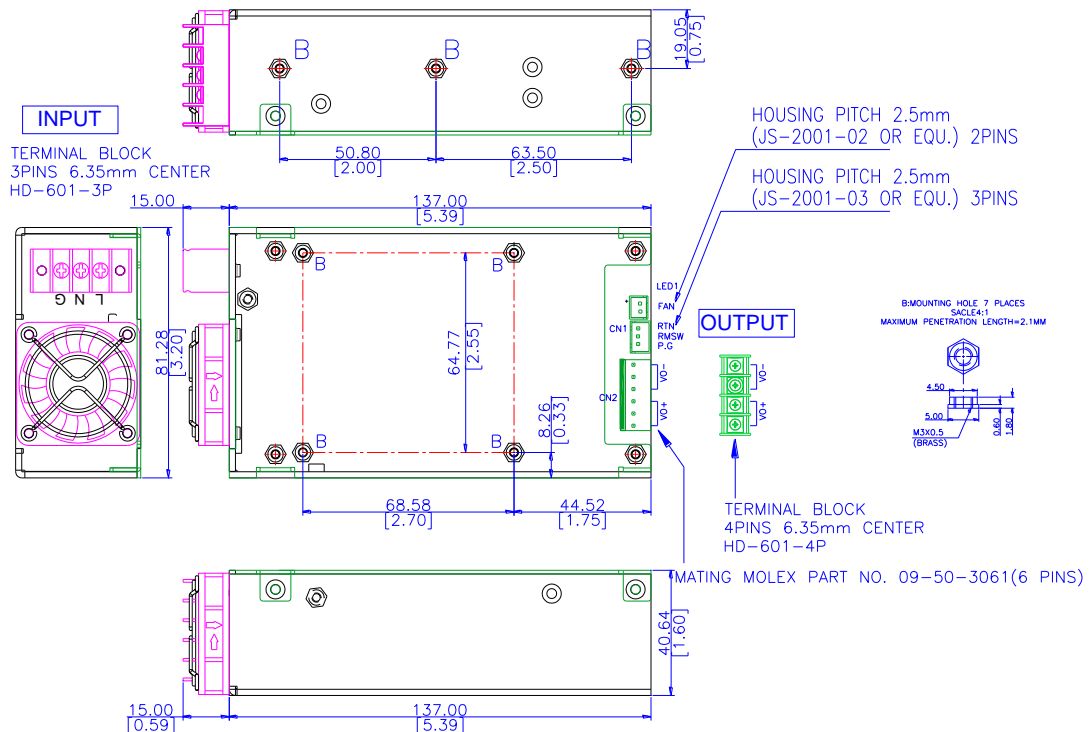 B
B
B
19.05
[0.75]
INPUT
TERMINAL BLOCK
3PINS 6.35mm CENTER
HD-601-3P
50.80
[2.00]
63.50
[2.50]
HOUSING PITCH 2.5mm
(JS-2001-02 OR EQU.) 2PINS
HOUSING PITCH 2.5mm
(JS-2001-03 OR EQU.) 3PINS
15.00
137.00
[5.39]
L N G
81.28
[3.20]
B
B
B
B
64.77
[2.55]
8.26
[0.33]
68.58
[2.70]
44.52
[1.75]
LED1
+
FAN
CN1
RTN
RMSW
P.G
CN2
VO-
VO+
OUTPUT
VO-
VO+
B:MOUNTING HOLE 7 PLACES
SACLE4:1
MAXIMUM PENETRATION LENGTH=2.1MM
4.50
5.00
0.60
1.80
M3X0.5
(BRASS)
TERMINAL BLOCK
4PINS 6.35mm CENTER
HD-601-4P
MATING MOLEX PART NO. 09-50-3061(6 PINS)
40.64
[1.60]
15.00
[0.59]
137.00
[5.39]